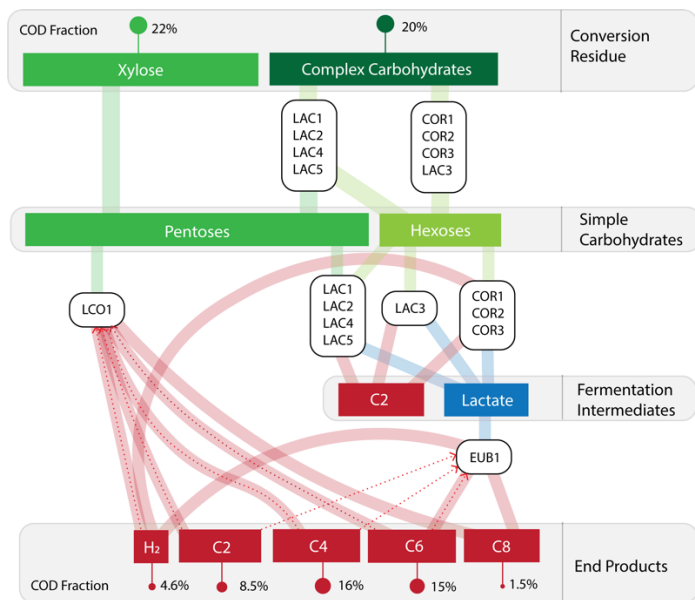 COD Fraction
22%
20%
Xylose
Complex Carbohydrates
Conversion
Residue
LAC1
LAC2
LAC4
LAC5
COR1
COR2
COR3
LAC3
Pentoses
Hexoses
Simple
Carbohydrates
LCO1
LAC1
LAC2
LAC4
LAC5
LAC3
COR1
COR2
COR3
C2
Lactate
Fermentation
Intermediates
EUB1
H₂
C2
C4
C6
C8
End Products
COD Fraction
4.6%
8.5%
16%
15%
1.5%